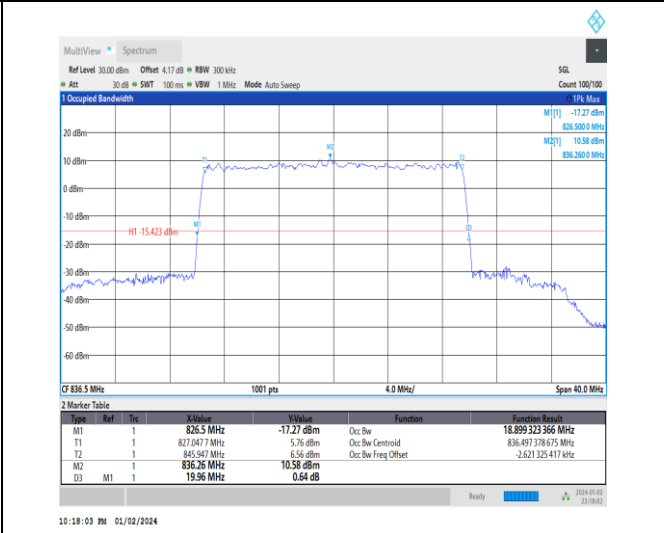 MultiView Spectrum
Ref Level 30.00 dBm Offset 4.17 dB RBW 300 kHz SGL
Att 30 dB SWT 100 ms VBW 1 MHz Mode Auto Sweep Count 100/100
1 Occupied Bandwidth 1Pk Max
M1[1] -17.27 dBm
826.5000 MHz
M2[1] 10.58 dBm
836.2600 MHz
20 dBm
10 dBm
0 dBm
-10 dBm
-20 dBm
-30 dBm
-40 dBm
-50 dBm
-60 dBm
T1
M2
T2
M1
D3
H1 -15.423 dBm
CF 836.5 MHz 1001 pts 4.0 MHz/ Span 40.0 MHz
2 Marker Table
Type Ref Trc X-Value Y-Value Function Function Result
M1 1 826.5 MHz -17.27 dBm Occ Bw 18.899 323 366 MHz
T1 1 827.0477 MHz 5.76 dBm Occ Bw Centroid 836.497 378 675 MHz
T2 1 845.947 MHz 6.56 dBm Occ Bw Freq Offset -2.621 325 417 kHz
M2 1 836.26 MHz 10.58 dBm
D3 M1 1 19.96 MHz 0.64 dB
Ready 2024-01-02
22:18:02
10:18:03 PM 01/02/2024